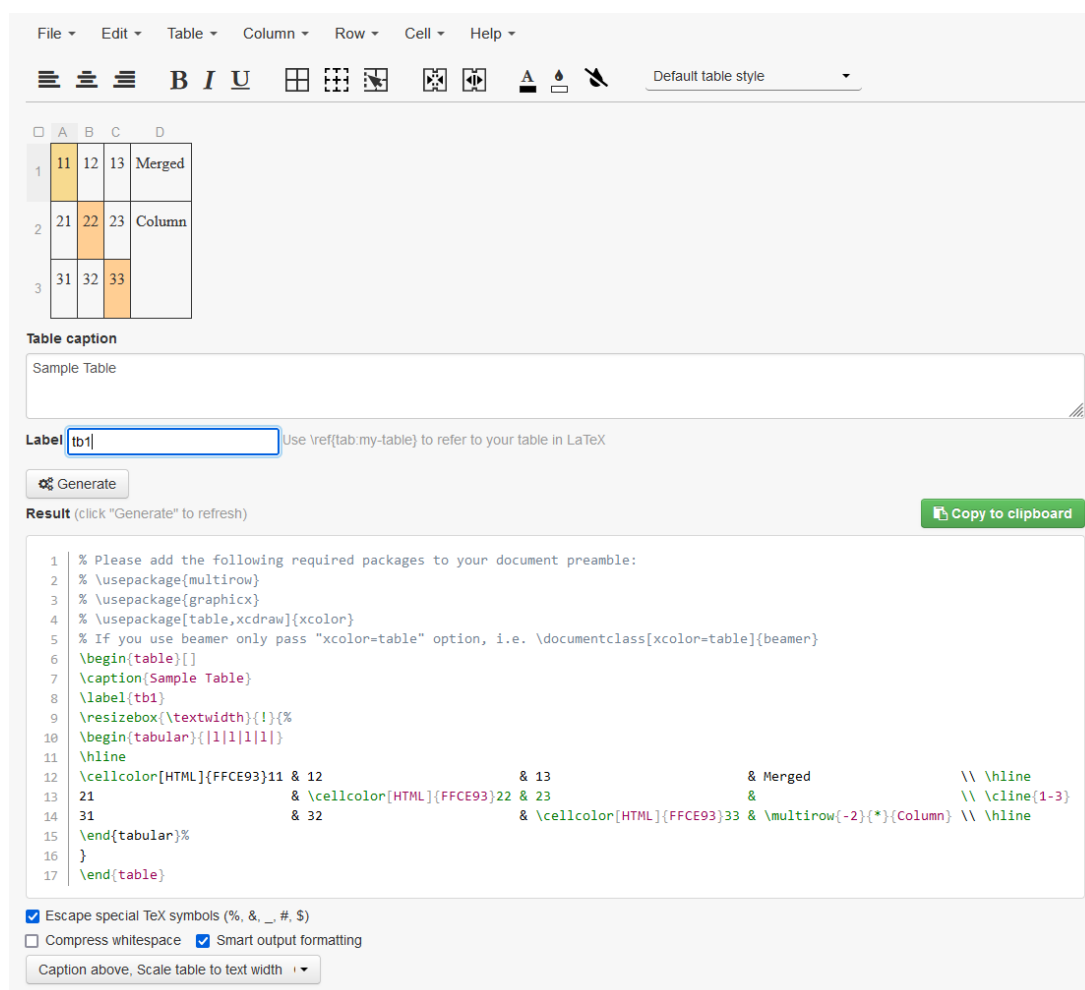 File Edit Table Column Row Cell Help
B I U A Default table style
A B C D
1 11 12 13 Merged
2 21 22 23 Column
3 31 32 33
Table caption
Sample Table
Label tb1 Use \ref{tab:my-table} to refer to your table in LaTeX
Generate
Result (click "Generate" to refresh) Copy to clipboard
1 % Please add the following required packages to your document preamble:
2 % \usepackage{multirow}
3 % \usepackage{graphicx}
4 % \usepackage[table,xcdraw]{xcolor}
5 % If you use beamer only pass "xcolor=table" option, i.e. \documentclass[xcolor=table]{beamer}
6 \begin{table}[]
7 \caption{Sample Table}
8 \label{tb1}
9 \resizebox{\textwidth}{!}{%
10 \begin{tabular}{|l|l|l|l|}
11 \hline
12 \cellcolor[HTML]{FFCE93}11 & 12 & 13 & Merged \\ \hline
13 21 & \cellcolor[HTML]{FFCE93}22 & 23 & \\ \cline{1-3}
14 31 & 32 & \cellcolor[HTML]{FFCE93}33 & \multirow{-2}{*}{Column} \\ \hline
15 \end{tabular}%
16 }
17 \end{table}
Escape special TeX symbols (%, &, _, #, $)
Compress whitespace Smart output formatting
Caption above, Scale table to text width